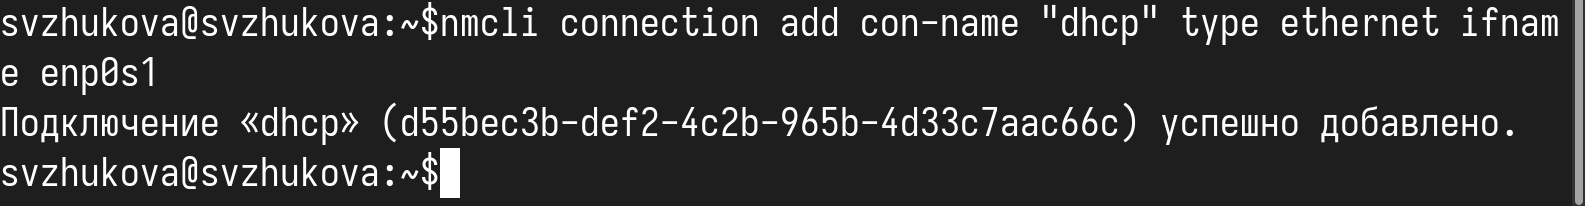 svzhukova@svzhukova:~$nmcli connection add con-name "dhcp" type ethernet ifnam
e enp0s1
Подключение «dhcp» (d55bec3b-def2-4c2b-965b-4d33c7aac66c) успешно добавлено.
svzhukova@svzhukova:~$